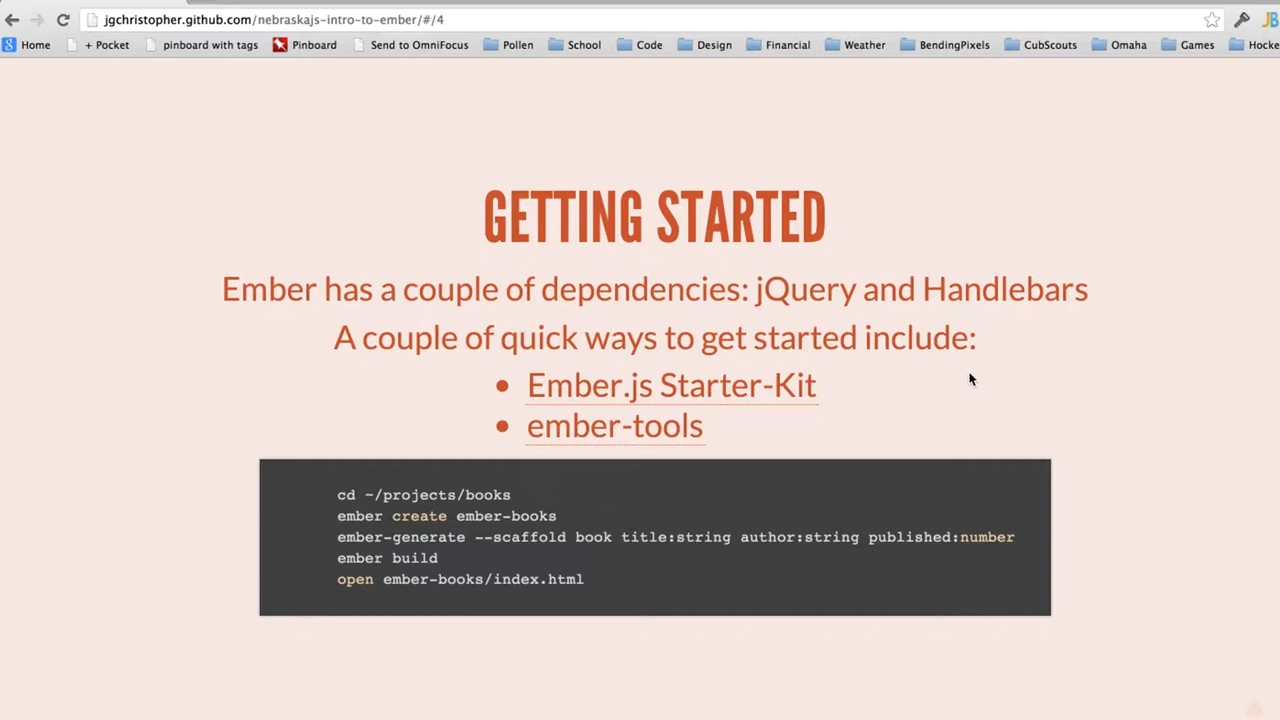 jgchristopher.github.com/nebraskajs-intro-to-ember/#/4
Home + Pocket pinboard with tags Pinboard Send to OmniFocus Pollen School Code Design Financial Weather BendingPixels CubScouts Omaha Games Hocke
GETTING STARTED
Ember has a couple of dependencies: jQuery and Handlebars
A couple of quick ways to get started include:
• Ember.js Starter-Kit
• ember-tools
cd ~/projects/books
ember create ember-books
ember-generate --scaffold book title:string author:string published:number
ember build
open ember-books/index.html